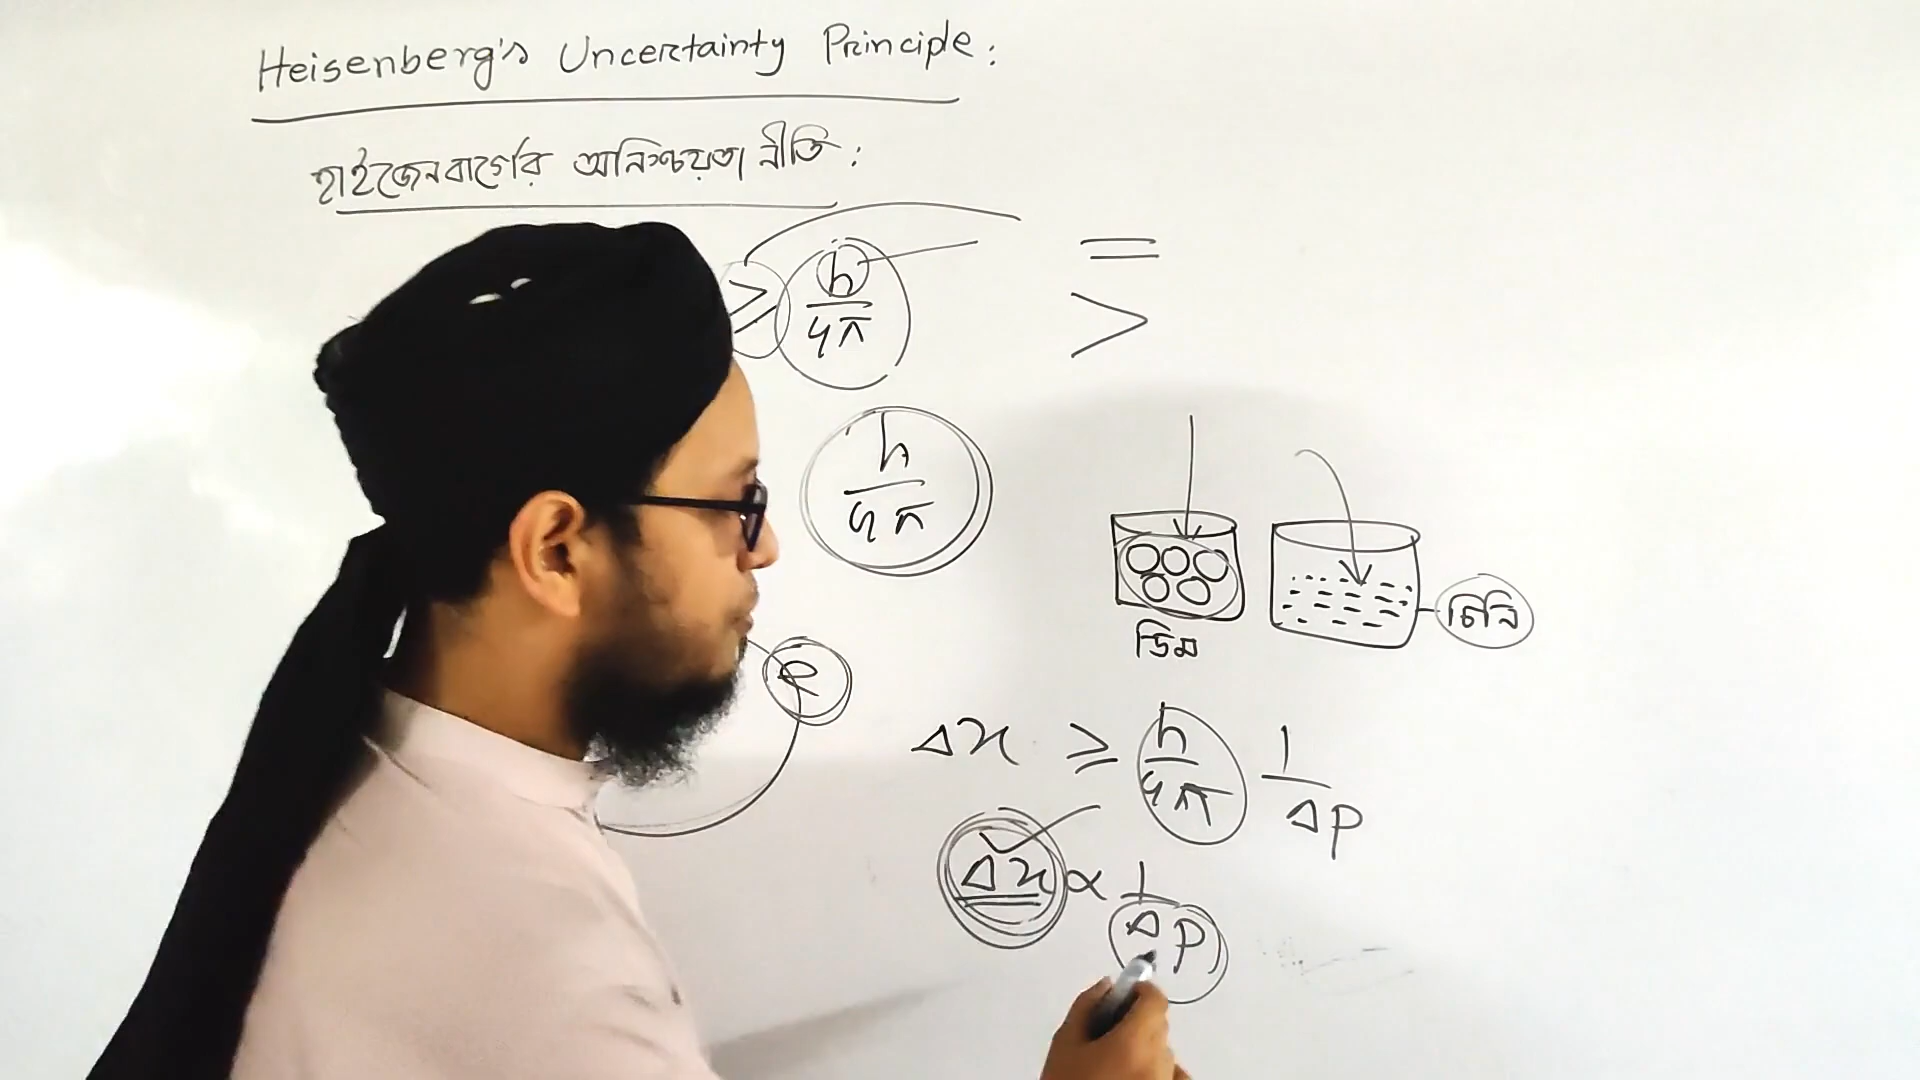 Heisenberg's Uncertainty Principle:
হাইজেনবার্গের অনিশ্চয়তা নীতি:
≥ h/4π
=
>
h/4π
ডিম
চিনি
e
Δx ≥ h/4π 1/Δp
Δx ∝ 1/Δp